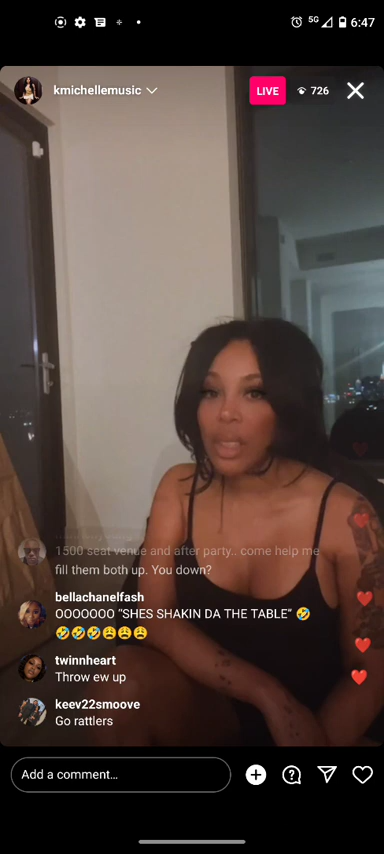 5G 6:47
kmichellemusic LIVE 726
1500 seat venue and after party.. come help me
fill them both up. You down?
bellachanelfash
OOOOOOO “SHES SHAKIN DA THE TABLE” 🤣
🤣🤣🤣😩😩😩
twinnheart
Throw ew up
keev22smoove
Go rattlers
Add a comment...